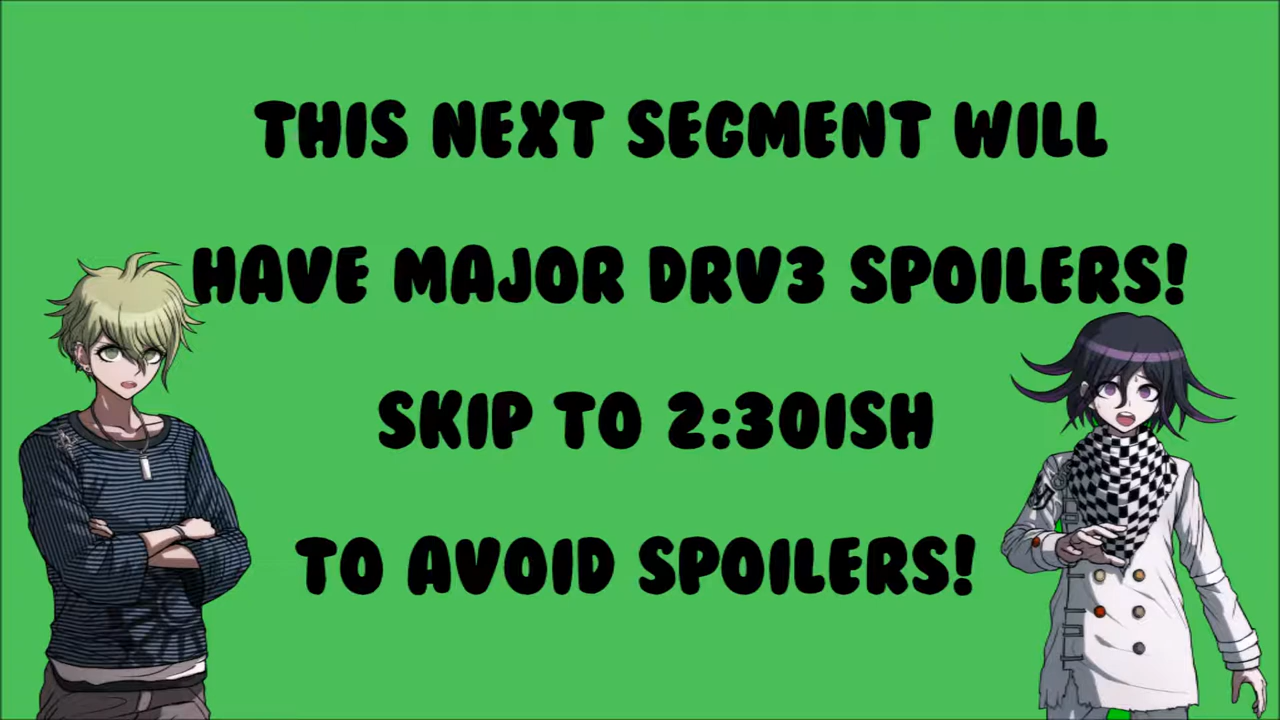 THIS NEXT SEGMENT WILL
HAVE MAJOR DRV3 SPOILERS!
SKIP TO 2:30ISH
TO AVOID SPOILERS!